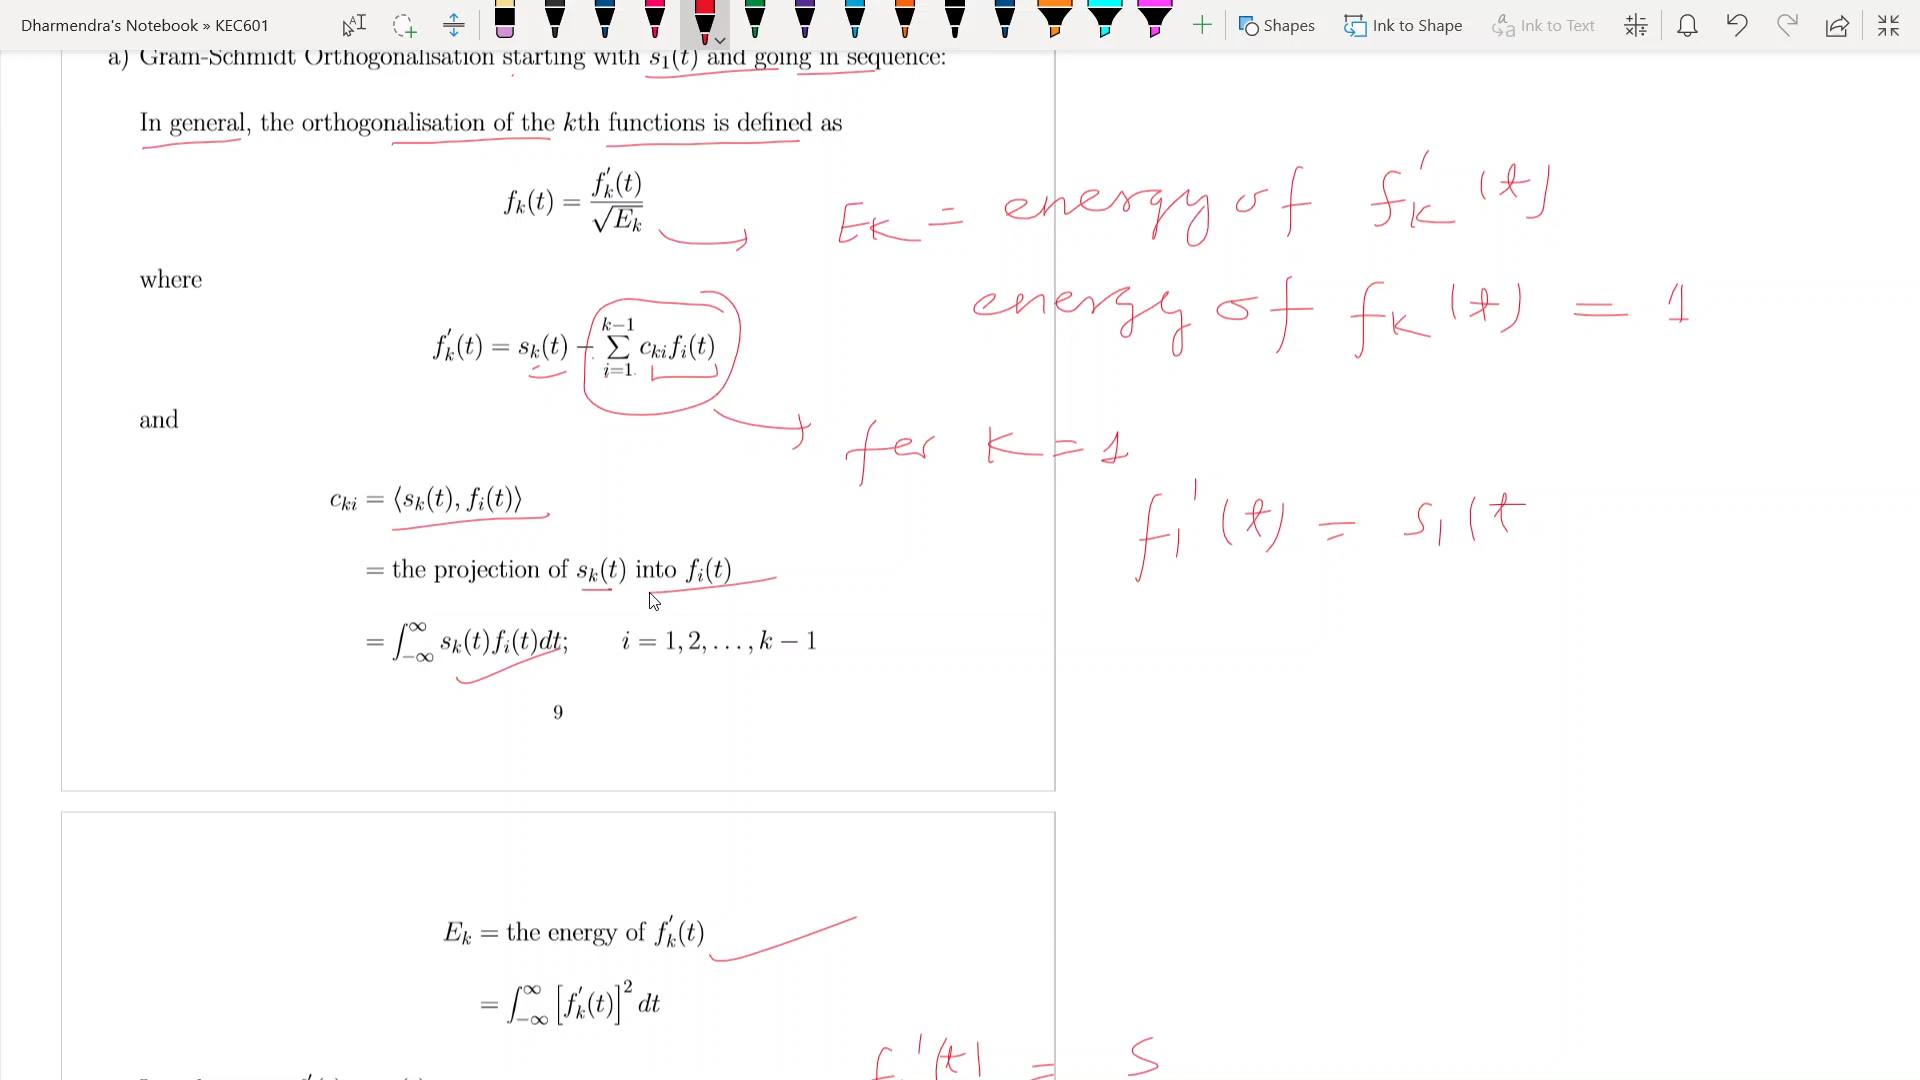 Dharmendra's Notebook » KEC601
Shapes
Ink to Shape
Ink to Text
a) Gram-Schmidt Orthogonalisation starting with s₁(t) and going in sequence:
In general, the orthogonalisation of the kth functions is defined as
fₖ(t) = f′ₖ(t) / √Eₖ
Eₖ = energy of fₖ′(t)
where
energy of fₖ(t) = 1
f′ₖ(t) = sₖ(t) − ∑_{i=1}^{k−1} cₖᵢfᵢ(t)
and
for k = 1
cₖᵢ = ⟨sₖ(t), fᵢ(t)⟩
f₁′(t) = s₁(t
= the projection of sₖ(t) into fᵢ(t)
= ∫_{−∞}^{∞} sₖ(t)fᵢ(t)dt;   i = 1, 2, . . . , k − 1
9
Eₖ = the energy of f′ₖ(t)
= ∫_{−∞}^{∞} [f′ₖ(t)]² dt